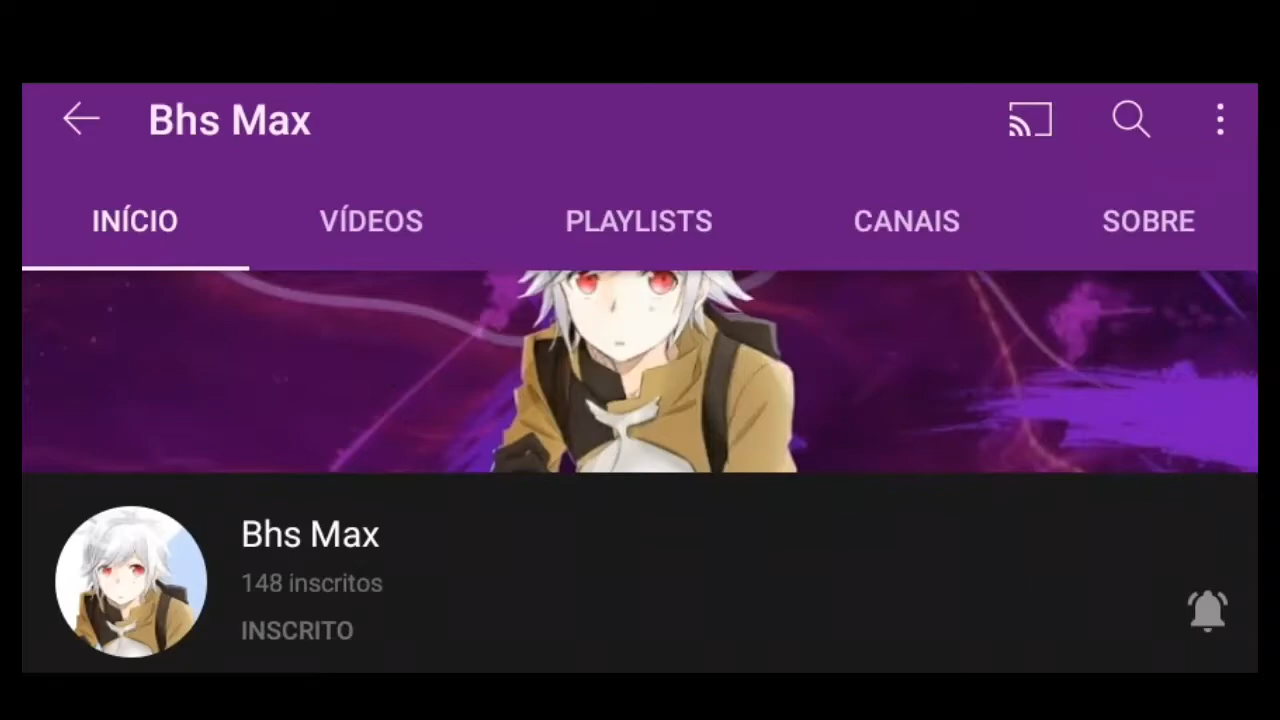 Bhs Max
INÍCIO VÍDEOS PLAYLISTS CANAIS SOBRE
Bhs Max
148 inscritos
INSCRITO